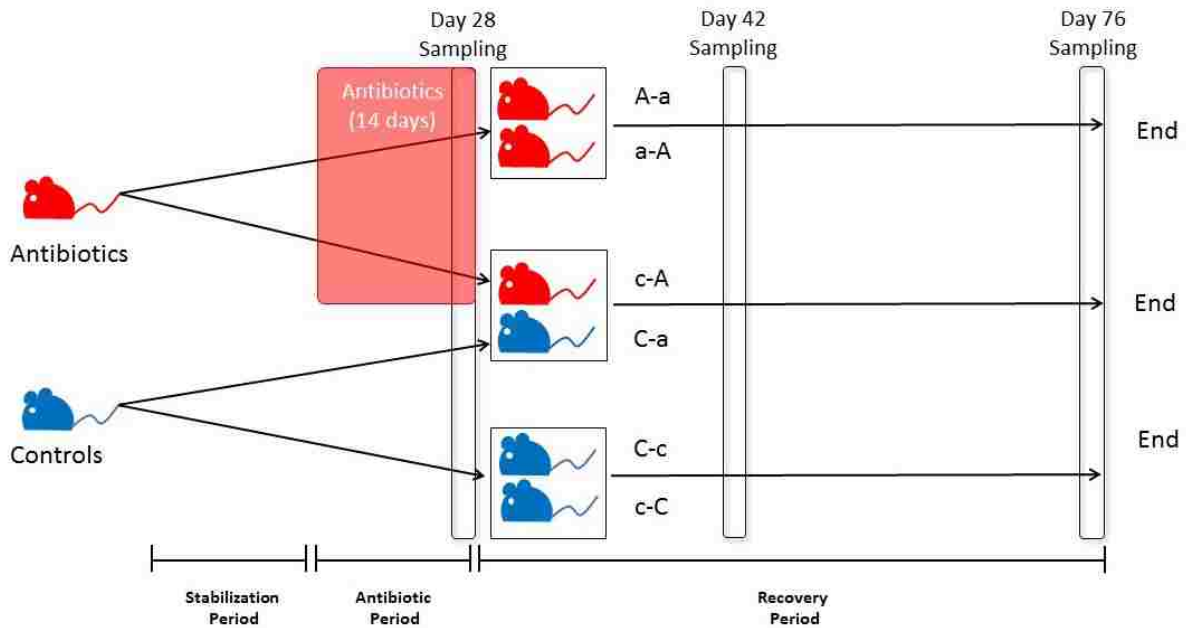 Day 28
Sampling
Day 42
Sampling
Day 76
Sampling
Antibiotics
(14 days)
A-a
a-A
End
Antibiotics
c-A
C-a
End
Controls
C-c
c-C
End
Stabilization
Period
Antibiotic
Period
Recovery
Period